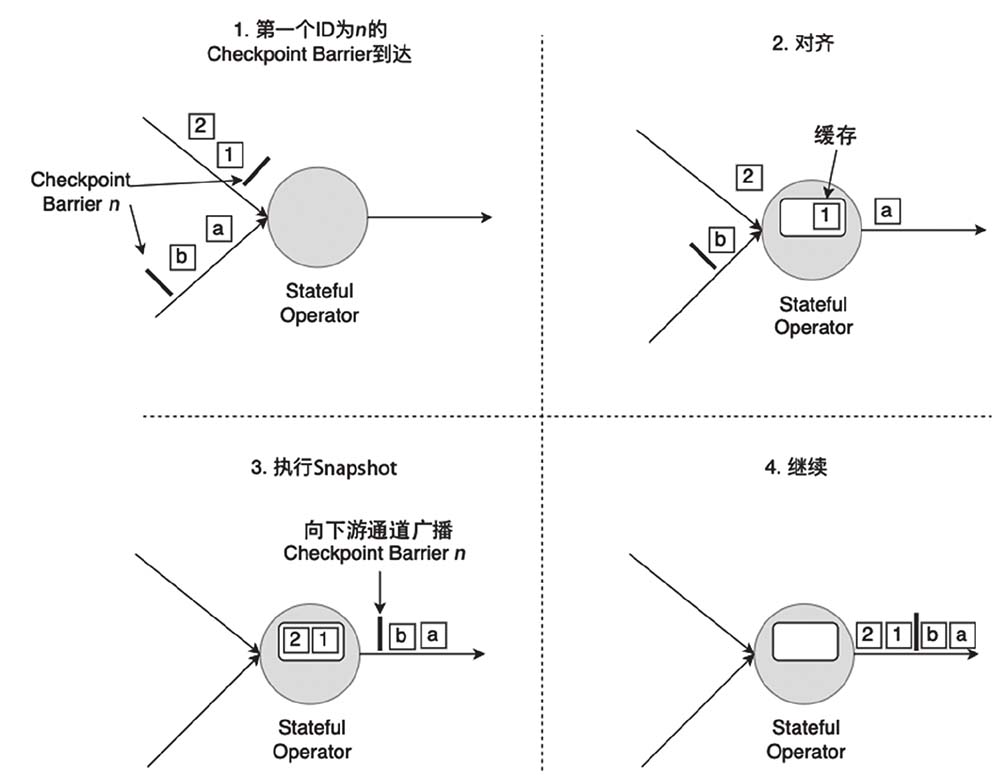 1. 第一个ID为n的
Checkpoint Barrier到达
2
1
Checkpoint
Barrier n
a
b
Stateful
Operator
2. 对齐
缓存
2
1
a
b
Stateful
Operator
3. 执行Snapshot
向下游通道广播
Checkpoint Barrier n
2 1
b a
Stateful
Operator
4. 继续
2 1 b a
Stateful
Operator